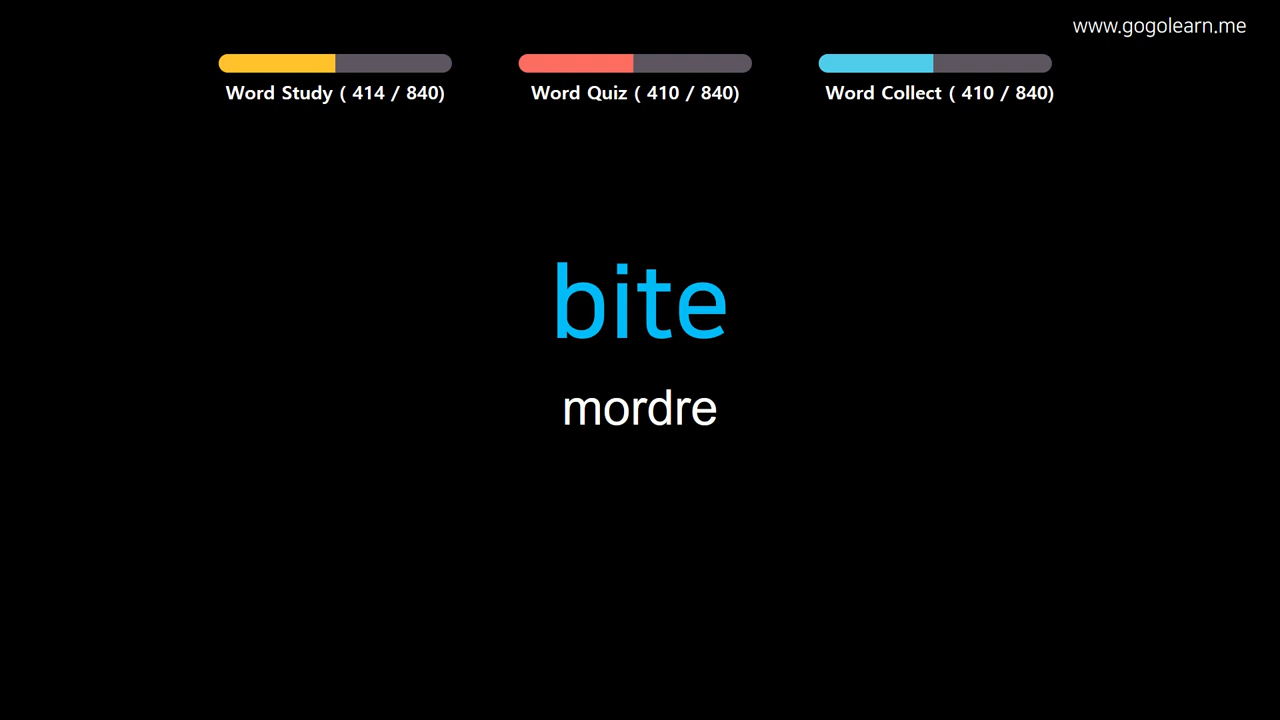 www.gogolearn.me
Word Study ( 414 / 840)
Word Quiz ( 410 / 840)
Word Collect ( 410 / 840)
bite
mordre